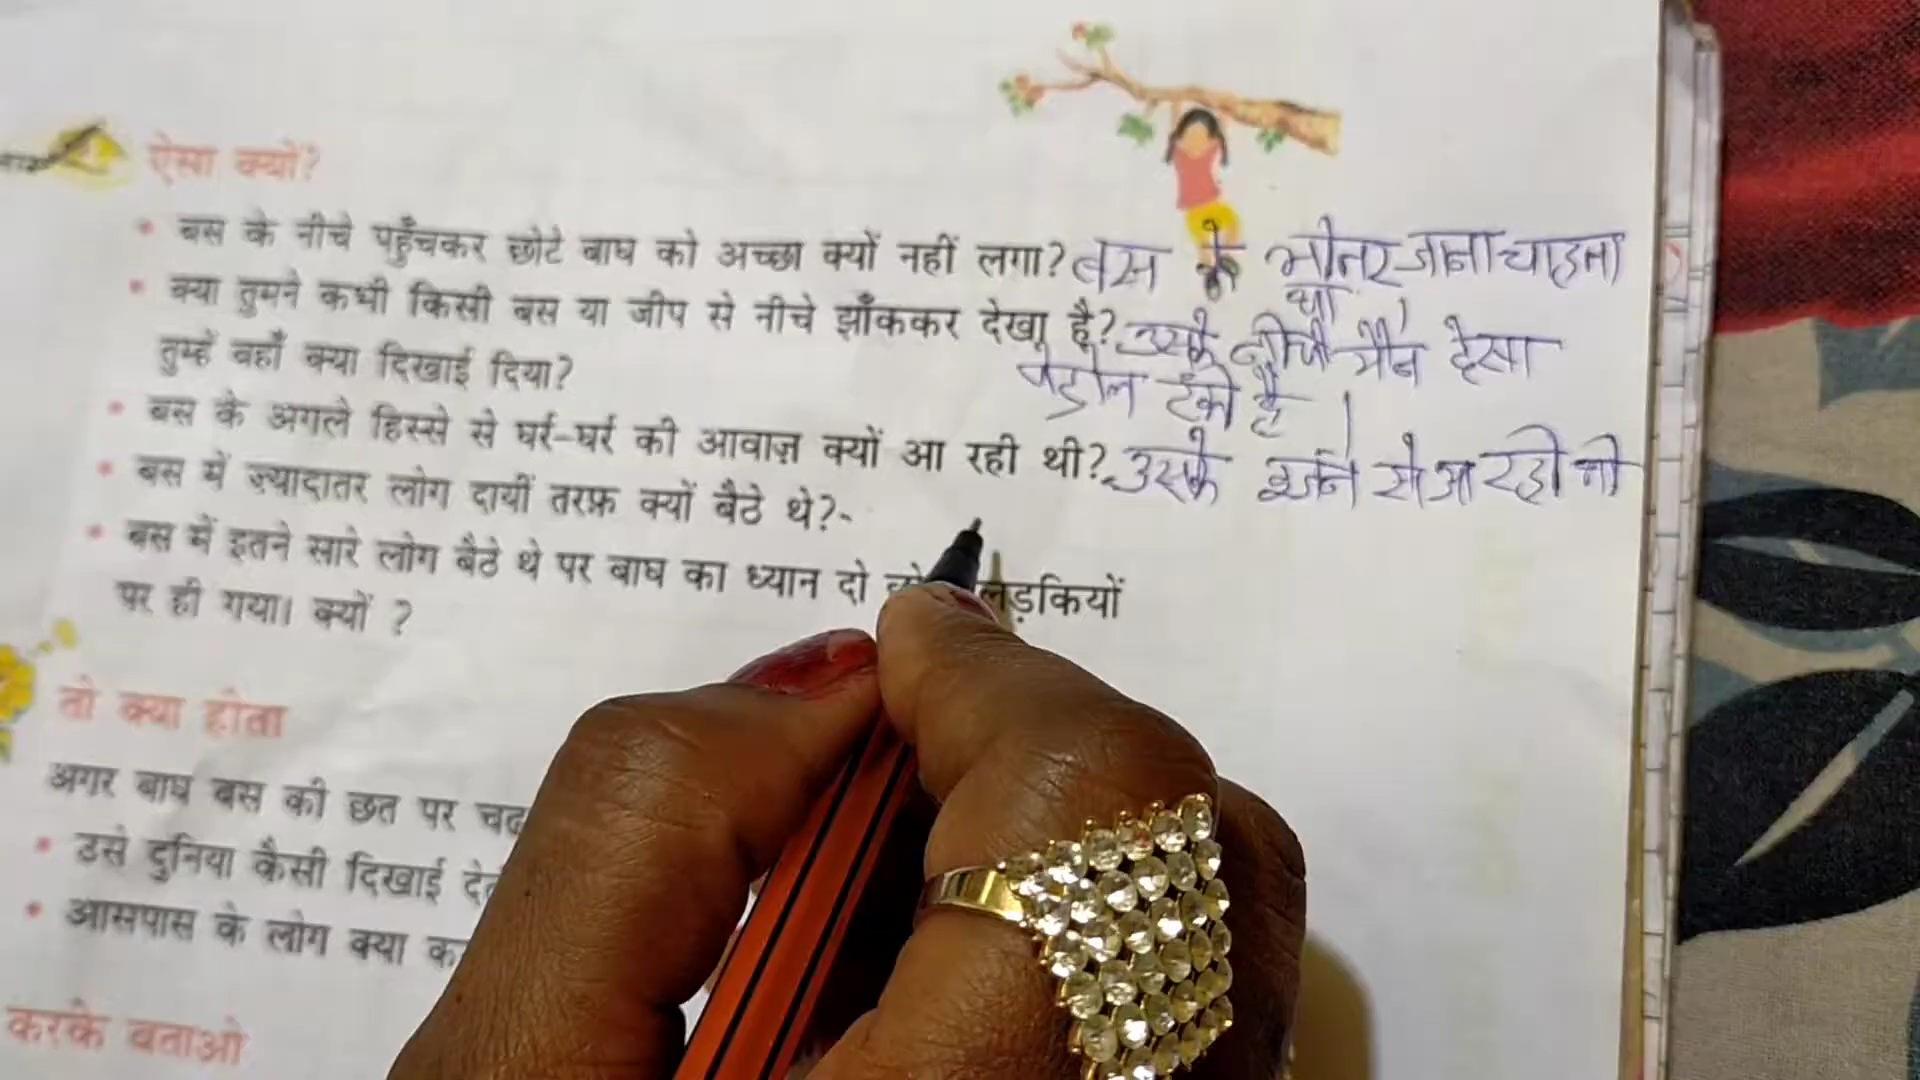 ऐसा क्यों?
बस के नीचे पहुँचकर छोटे बाघ को अच्छा क्यों नहीं लगा? बस के भीतर जाना चाहता
था।
क्या तुमने कभी किसी बस या जीप से नीचे झाँककर देखा है? उसके नीचे मैंने देखा
तुम्हें वहाँ क्या दिखाई दिया?
है।
बस के अगले हिस्से से घर्र-घर्र की आवाज़ क्यों आ रही थी? उसके इंजन से आ रही थी
बस में ज़्यादातर लोग दायीं तरफ़ क्यों बैठे थे?-
बस में इतने सारे लोग बैठे थे पर बाघ का ध्यान दो लड़कियों
पर ही गया। क्यों ?
तो क्या होता
अगर बाघ बस की छत पर चढ़
उसे दुनिया कैसी दिखाई
आसपास के लोग क्या
करके बताओ